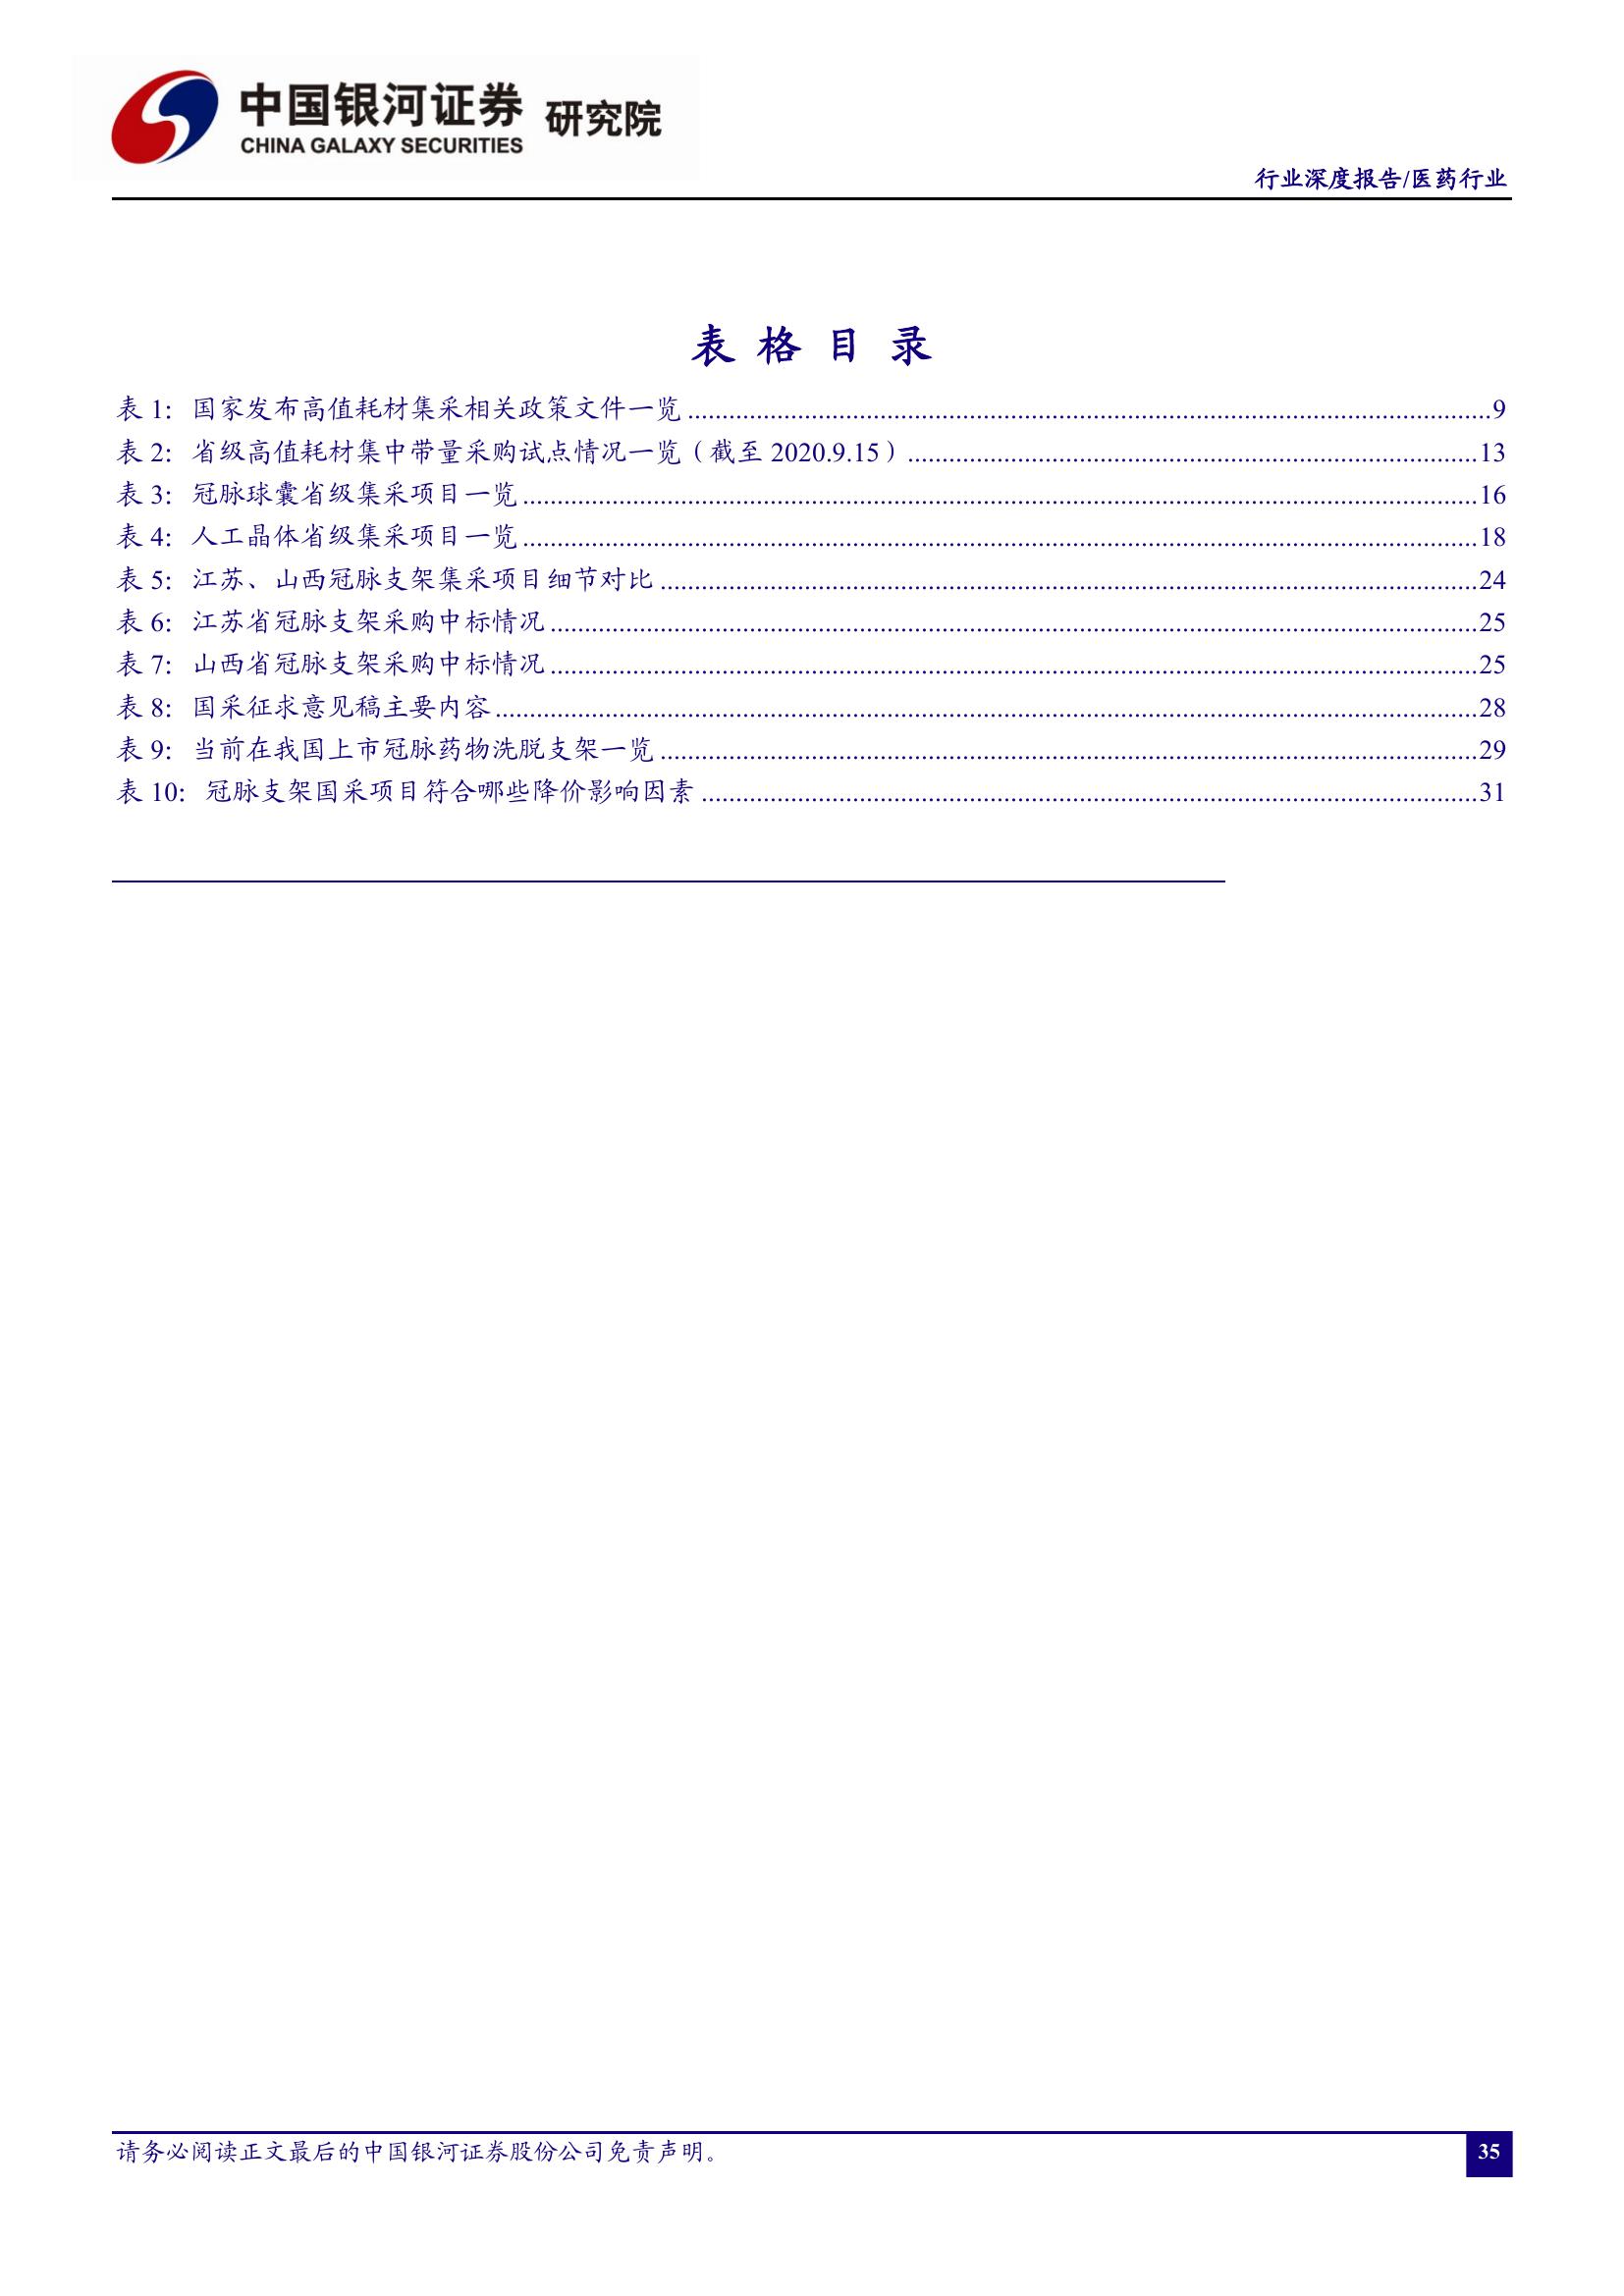 中国银河证券 研究院
CHINA GALAXY SECURITIES
行业深度报告/医药行业
表 格 目 录
表 1: 国家发布高值耗材集采相关政策文件一览 9
表 2: 省级高值耗材集中带量采购试点情况一览（截至 2020.9.15） 13
表 3: 冠脉球囊省级集采项目一览 16
表 4: 人工晶体省级集采项目一览 18
表 5: 江苏、山西冠脉支架集采项目细节对比 24
表 6: 江苏省冠脉支架采购中标情况 25
表 7: 山西省冠脉支架采购中标情况 25
表 8: 国采征求意见稿主要内容 28
表 9: 当前在我国上市冠脉药物洗脱支架一览 29
表 10: 冠脉支架国采项目符合哪些降价影响因素 31
请务必阅读正文最后的中国银河证券股份公司免责声明。
35